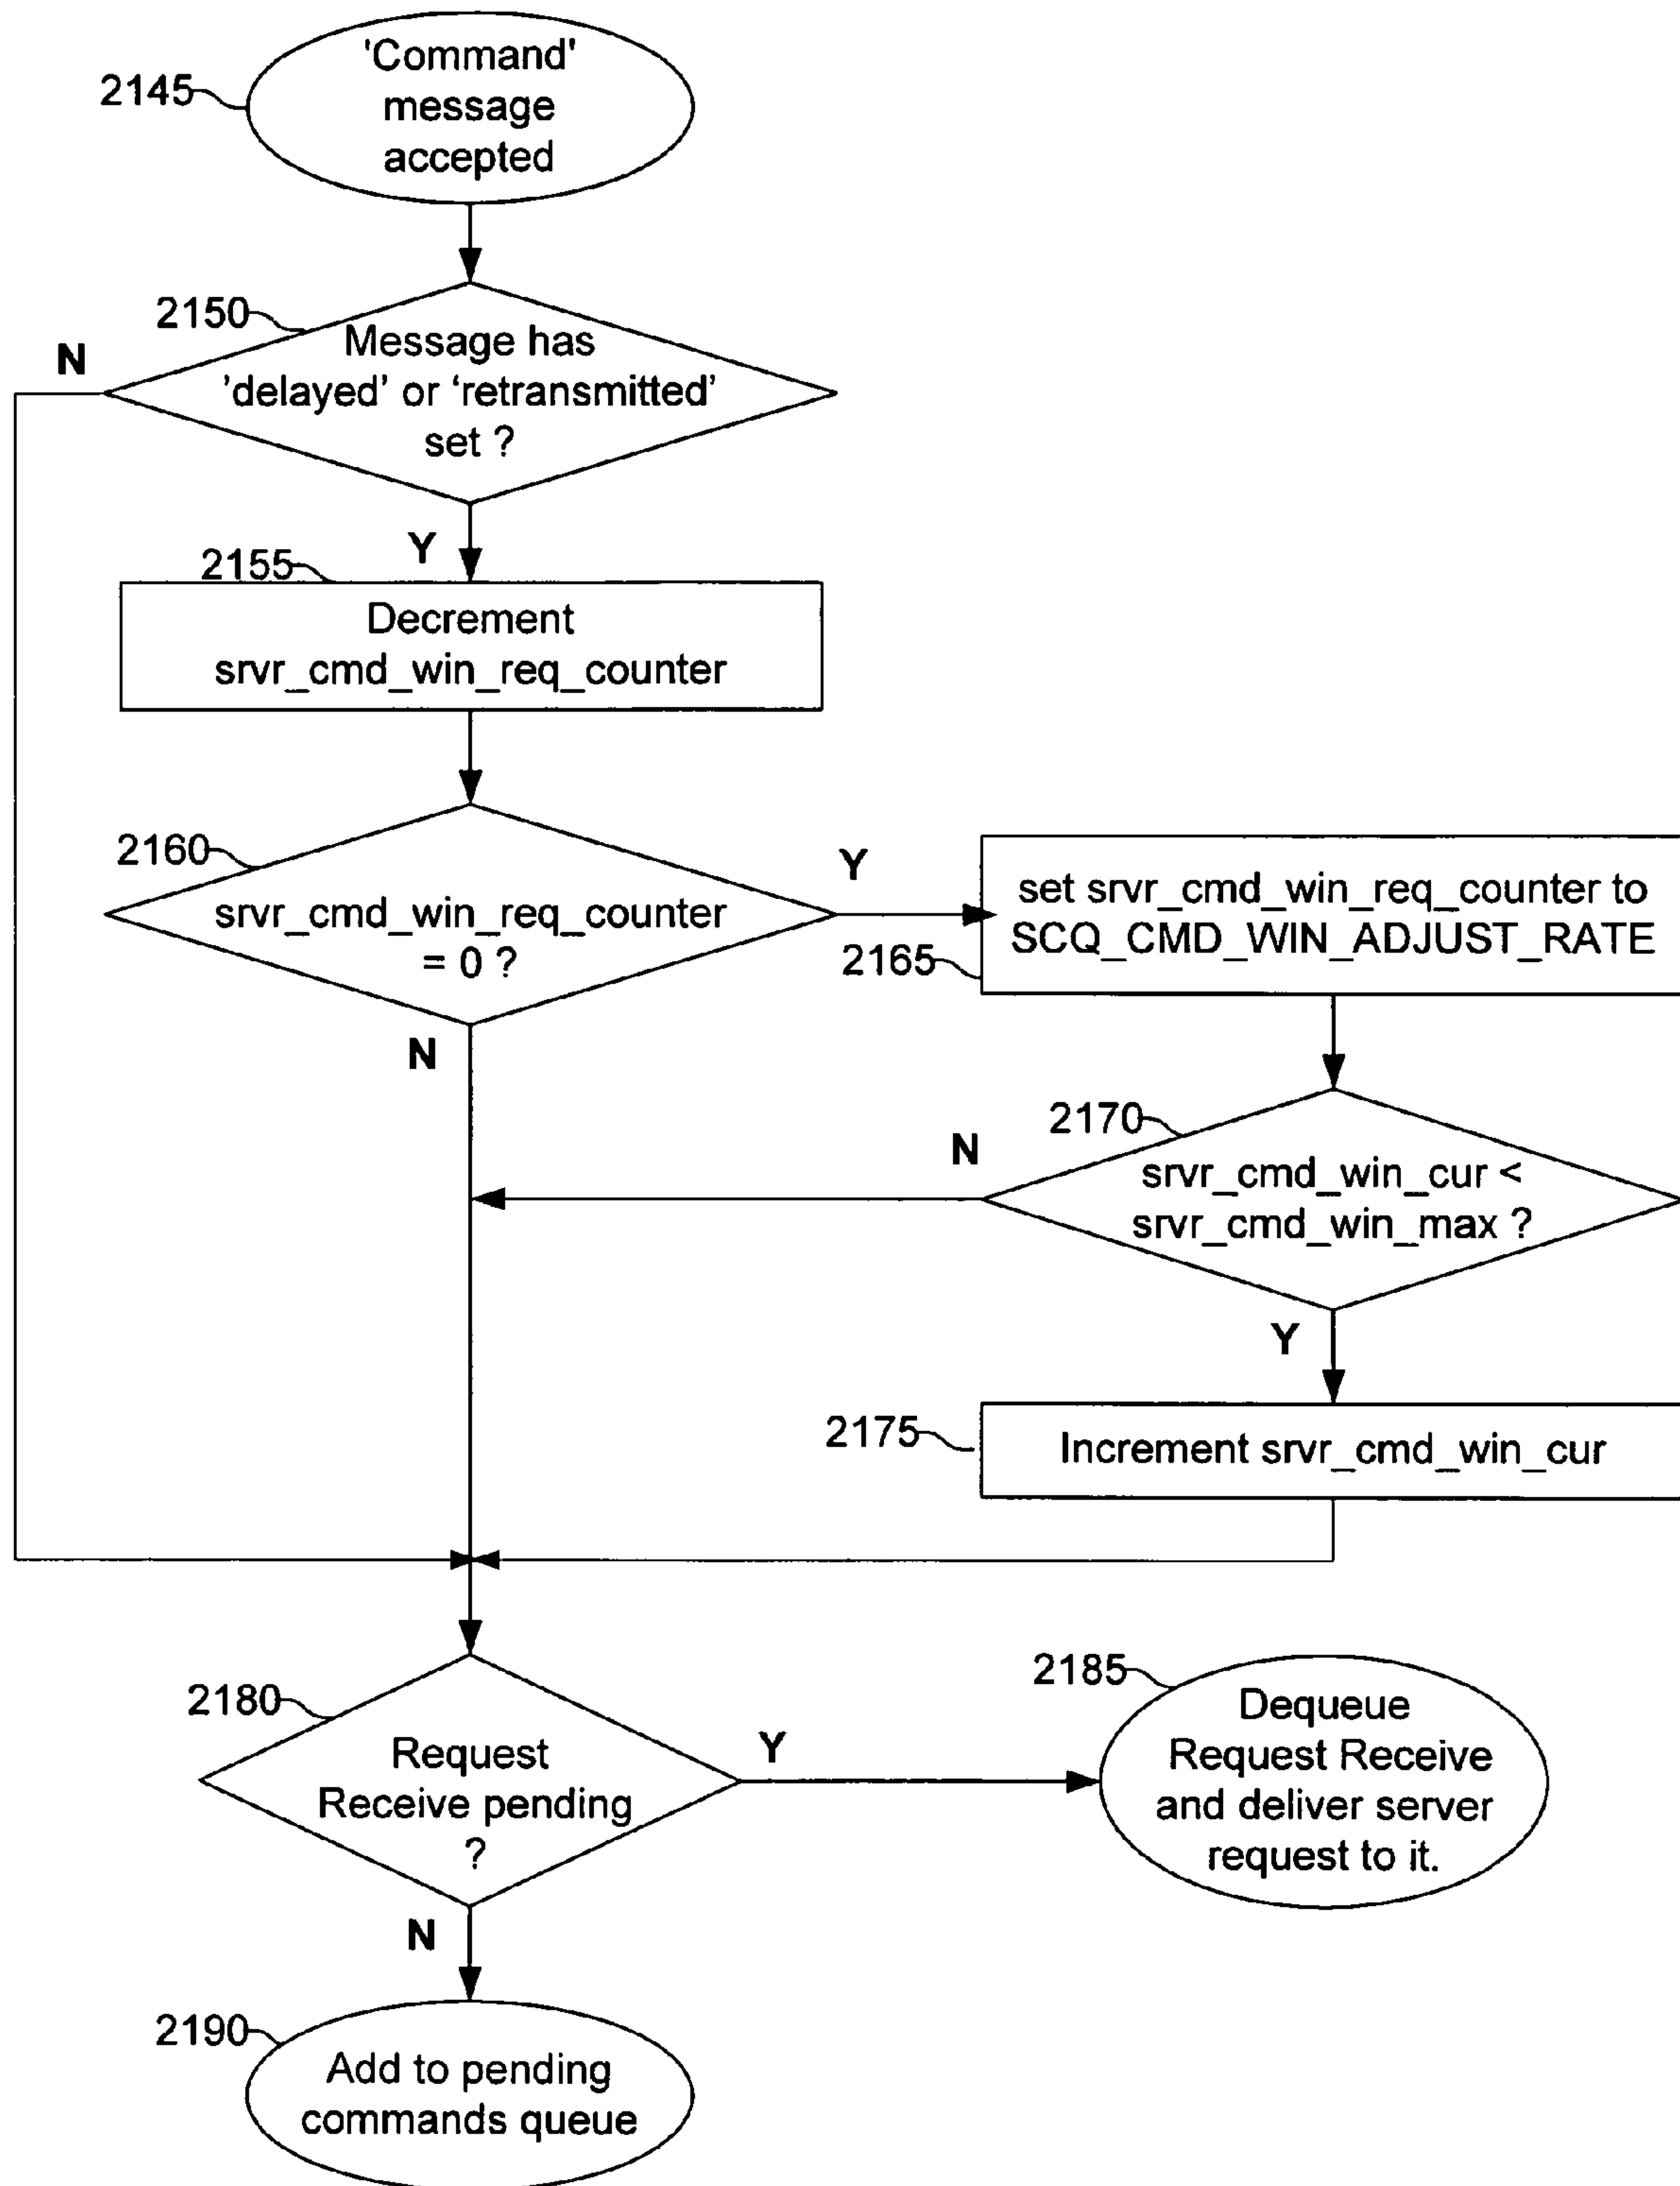 'Command'
message
accepted
2145
2150
Message has
'delayed' or 'retransmitted'
set ?
N
Y
2155
Decrement
srvr_cmd_win_req_counter
2160
srvr_cmd_win_req_counter
= 0 ?
Y
N
2165
set srvr_cmd_win_req_counter to
SCQ_CMD_WIN_ADJUST_RATE
2170
srvr_cmd_win_cur <
srvr_cmd_win_max ?
N
Y
2175
Increment srvr_cmd_win_cur
2180
Request
Receive pending
?
Y
N
2185
Dequeue
Request Receive
and deliver server
request to it.
2190
Add to pending
commands queue